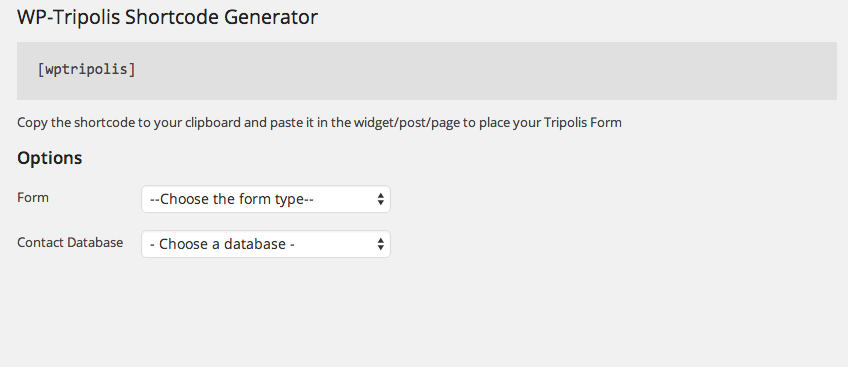 WP-Tripolis Shortcode Generator
[wptripolis]
Copy the shortcode to your clipboard and paste it in the widget/post/page to place your Tripolis Form
Options
Form --Choose the form type--
Contact Database - Choose a database -